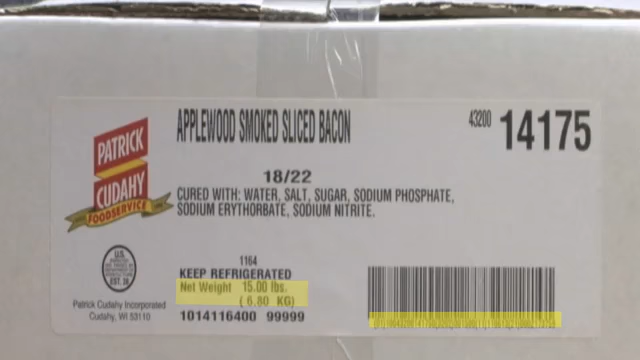 APPLEWOOD SMOKED SLICED BACON
43200 14175
PATRICK
CUDAHY
FOODSERVICE
18/22
CURED WITH: WATER, SALT, SUGAR, SODIUM PHOSPHATE,
SODIUM ERYTHORBATE, SODIUM NITRITE.
U.S.
EST. 28
1164
KEEP REFRIGERATED
Net Weight 15.00 lbs.
( 6.80 KG)
1014116400 99999
Patrick Cudahy Incorporated
Cudahy, WI 53110